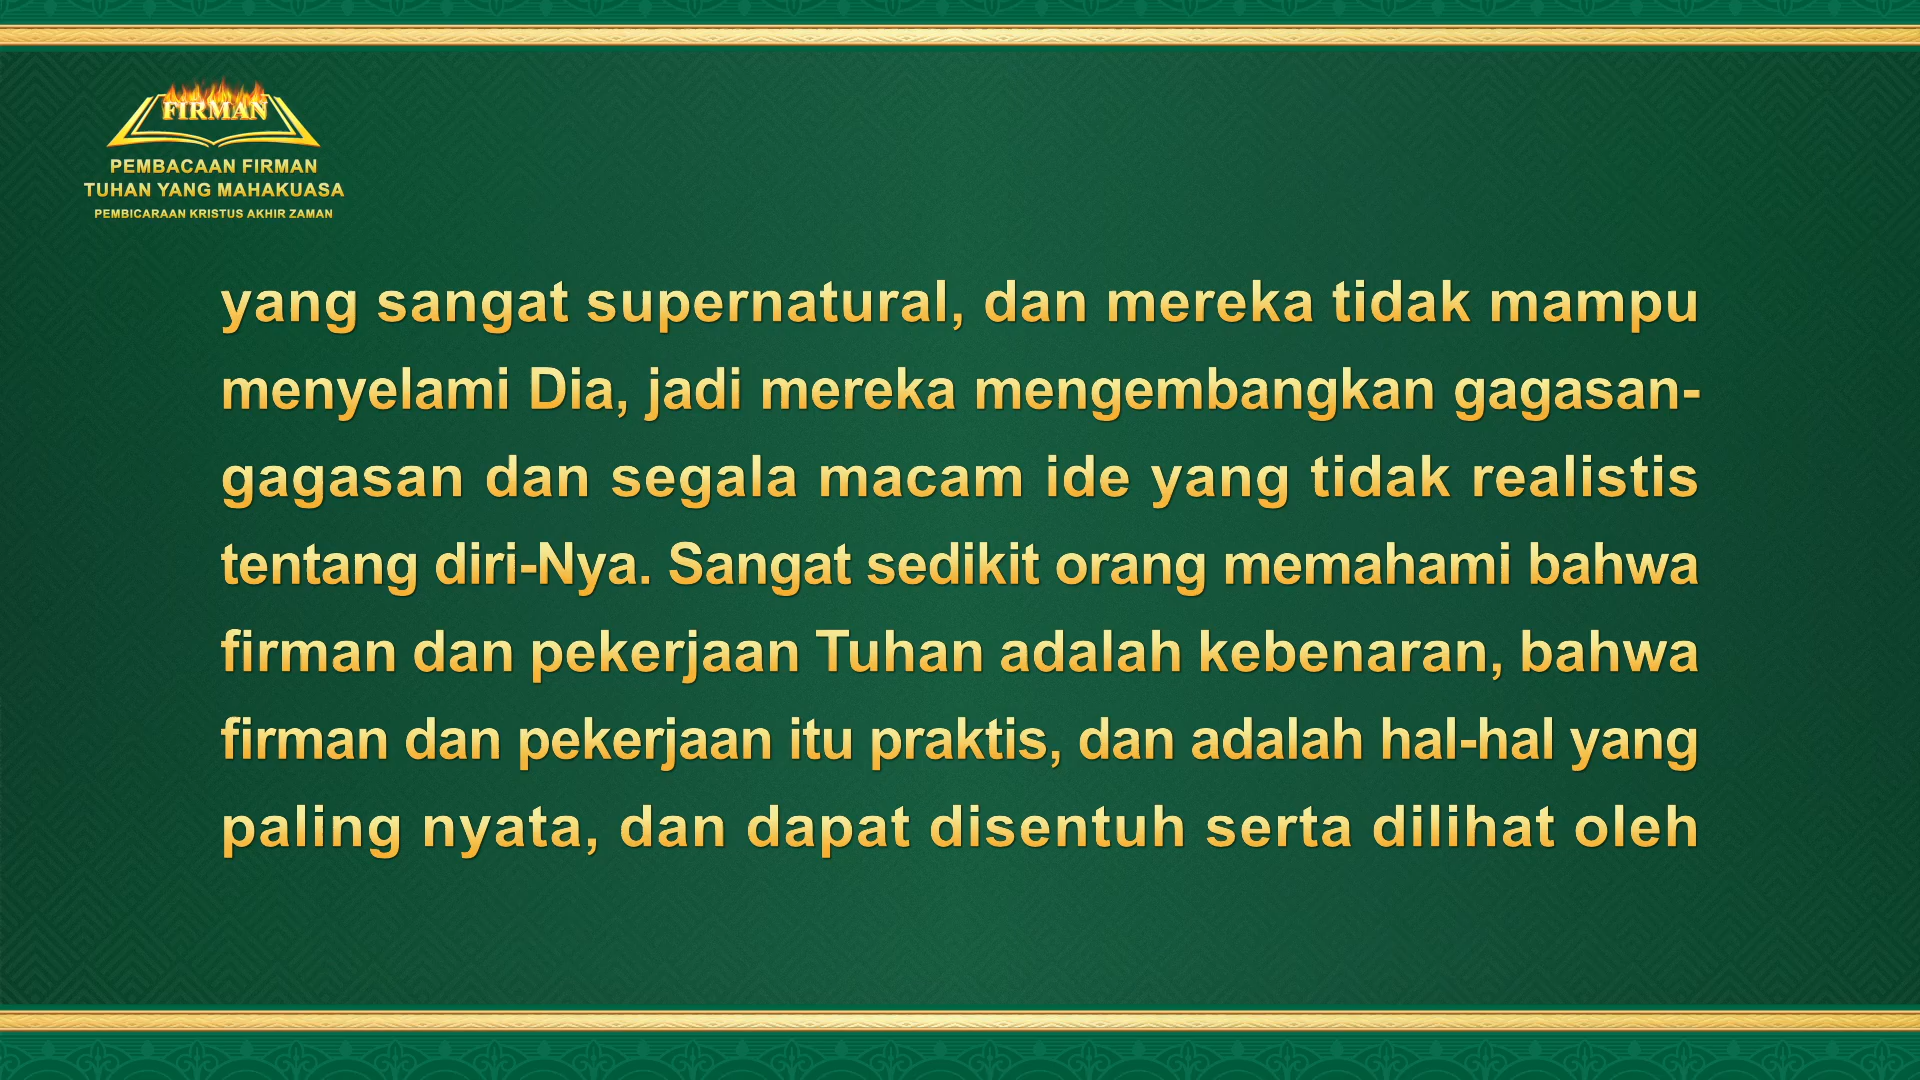 FIRMAN
PEMBACAAN FIRMAN
TUHAN YANG MAHAKUASA
PEMBICARAAN KRISTUS AKHIR ZAMAN
yang sangat supernatural, dan mereka tidak mampu
menyelami Dia, jadi mereka mengembangkan gagasan-
gagasan dan segala macam ide yang tidak realistis
tentang diri-Nya. Sangat sedikit orang memahami bahwa
firman dan pekerjaan Tuhan adalah kebenaran, bahwa
firman dan pekerjaan itu praktis, dan adalah hal-hal yang
paling nyata, dan dapat disentuh serta dilihat oleh